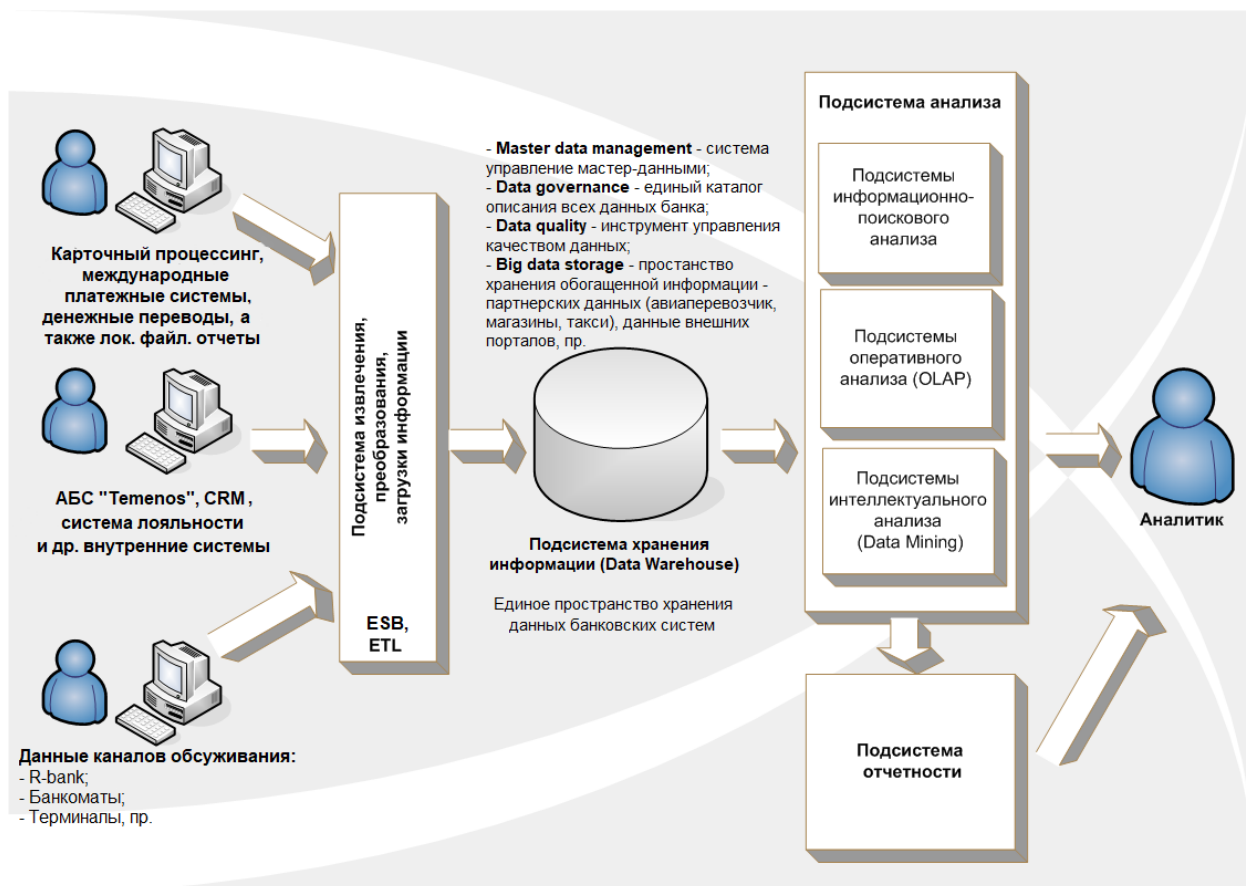 Карточный процессинг,
международные
платежные системы,
денежные переводы, а
также лок. файл. отчеты
АБС "Temenos", CRM ,
система лояльности
и др. внутренние системы
Данные каналов обсуживания:
- R-bank;
- Банкоматы;
- Терминалы, пр.
Подсистема извлечения,
преобразования,
загрузки информации
ESB,
ETL
- Master data management - система
управление мастер-данными;
- Data governance - единый каталог
описания всех данных банка;
- Data quality - инструмент управления
качеством данных;
- Big data storage - простанство
хранения обогащенной информации -
партнерских данных (авиаперевозчик,
магазины, такси), данные внешних
порталов, пр.
Подсистема хранения
информации (Data Warehouse)
Единое пространство хранения
данных банковских систем
Подсистема анализа
Подсистемы
информационно-
поискового
анализа
Подсистемы
оперативного
анализа (OLAP)
Подсистемы
интеллектуального
анализа
(Data Mining)
Подсистема
отчетности
Аналитик